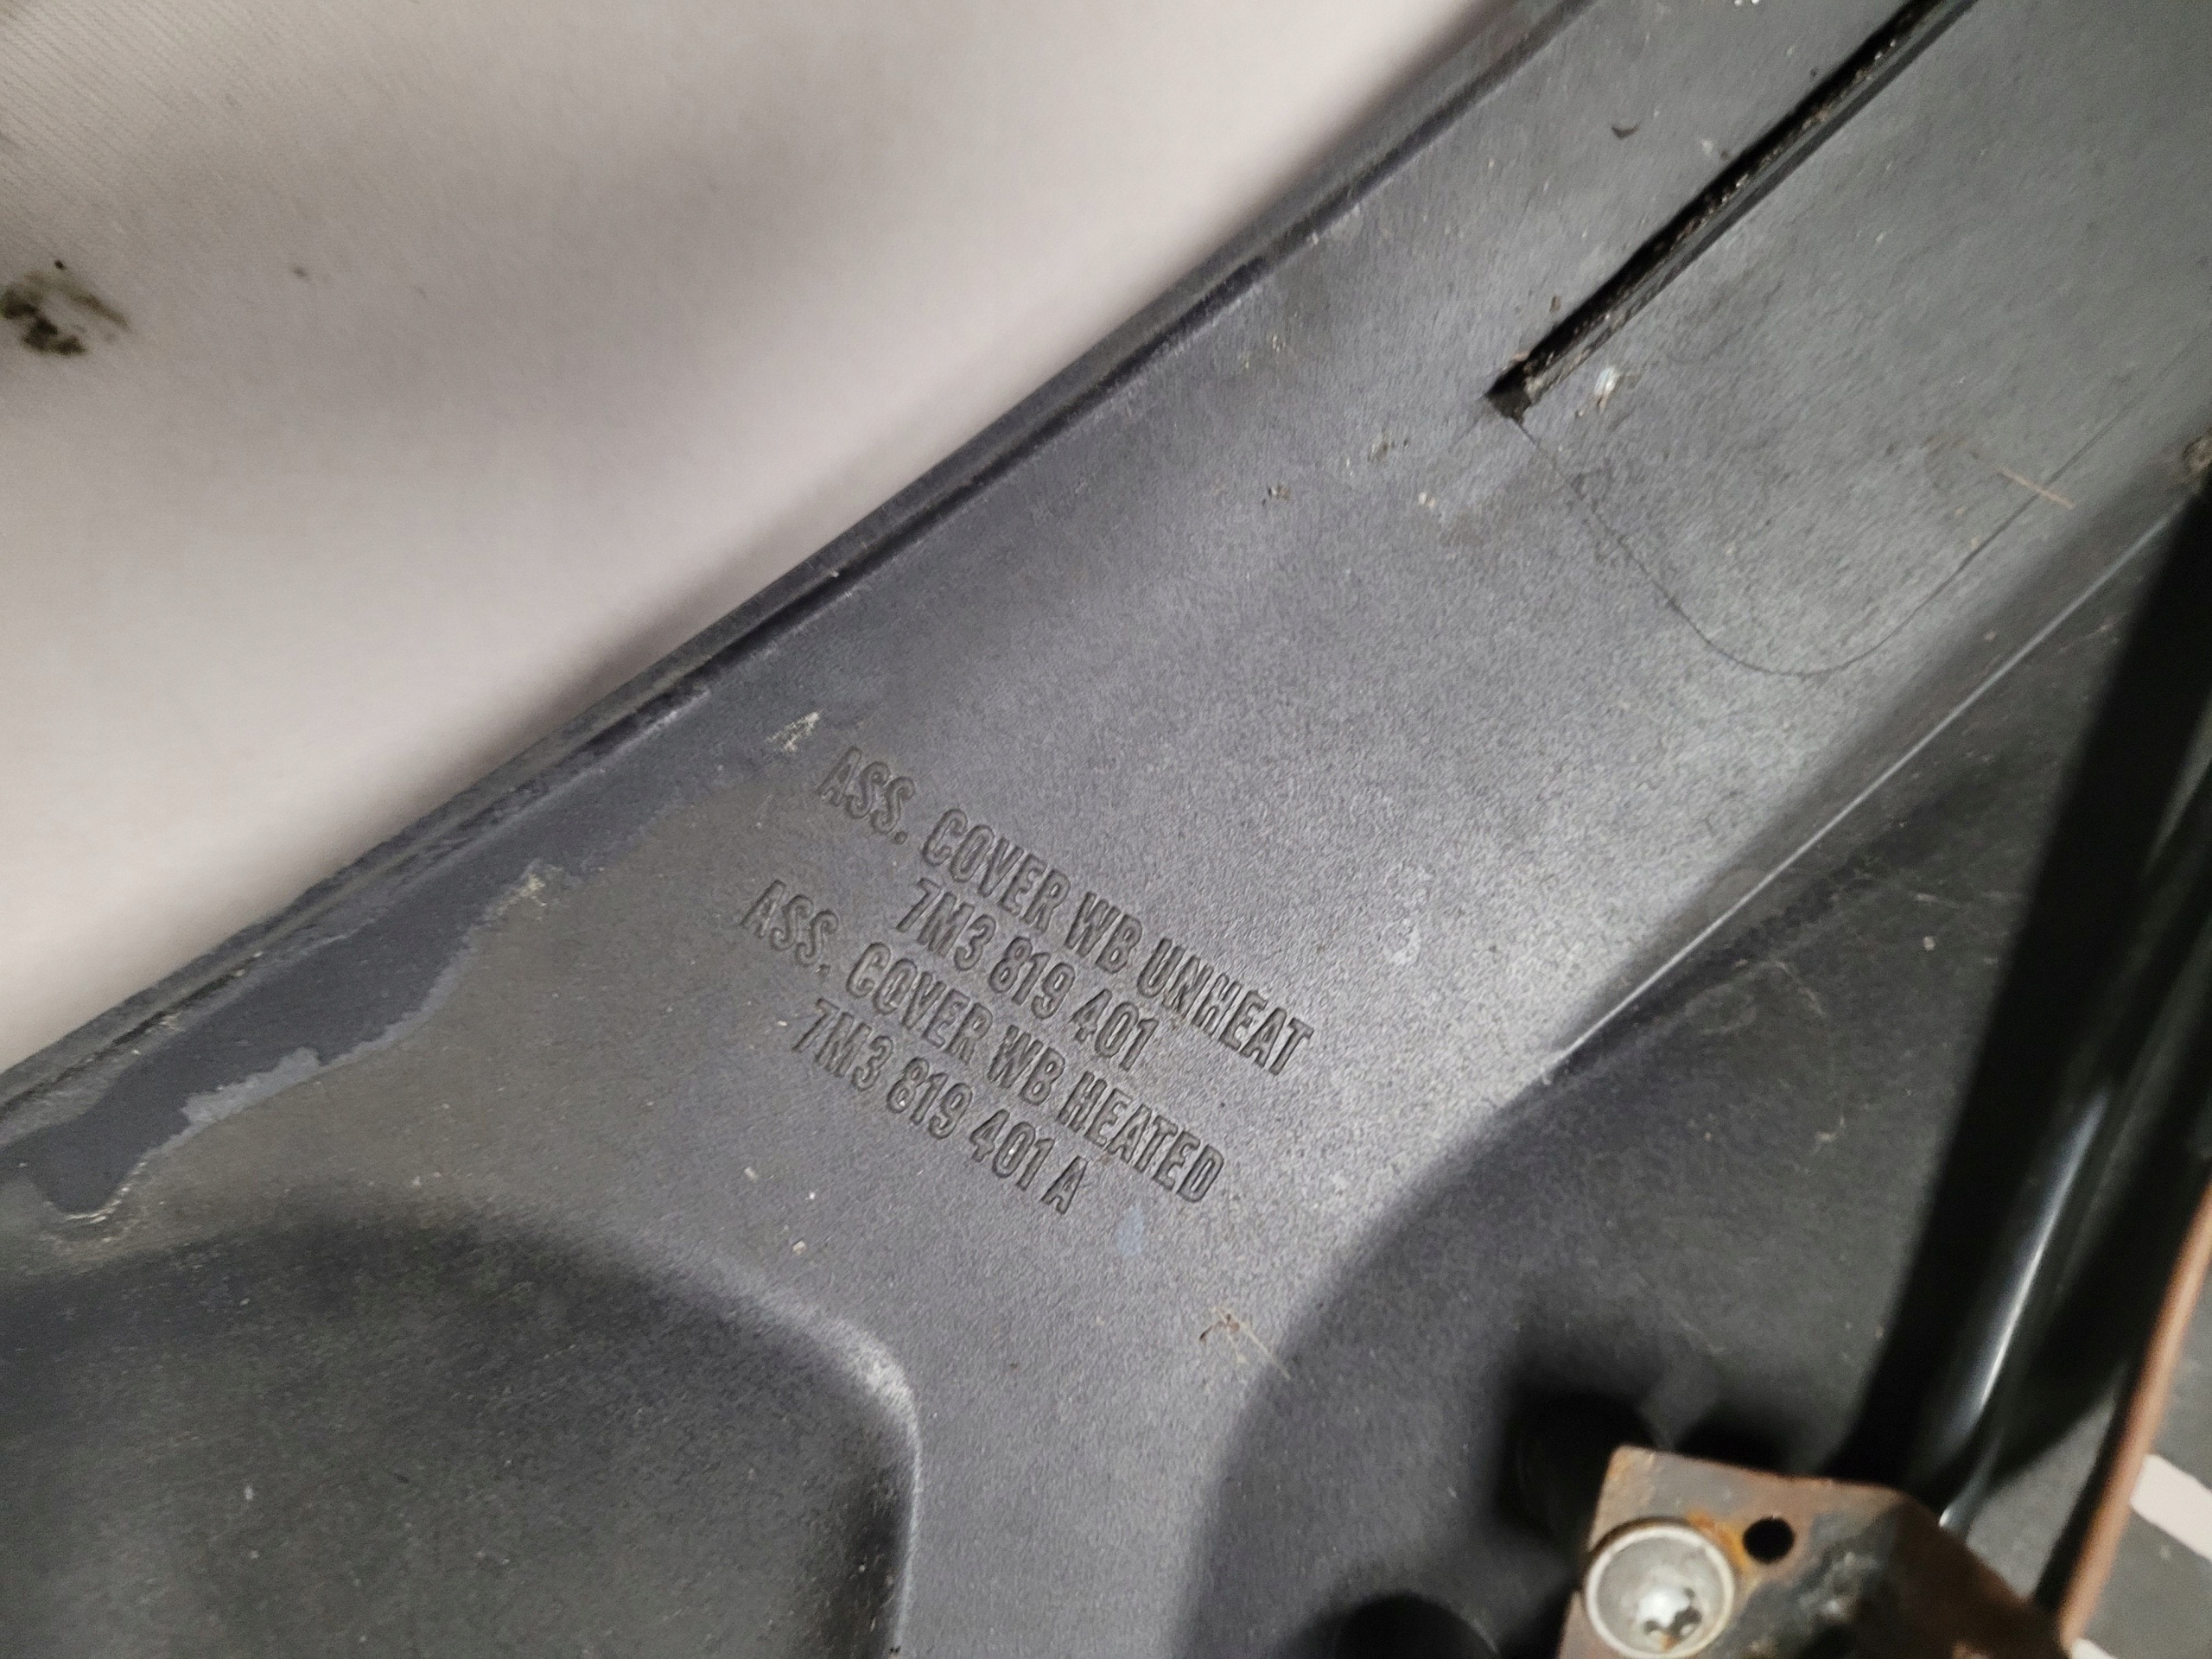 ASS. COVER WB UNHEAT
7M3 819 401
ASS. COVER WB HEATED
7M3 819 401 A